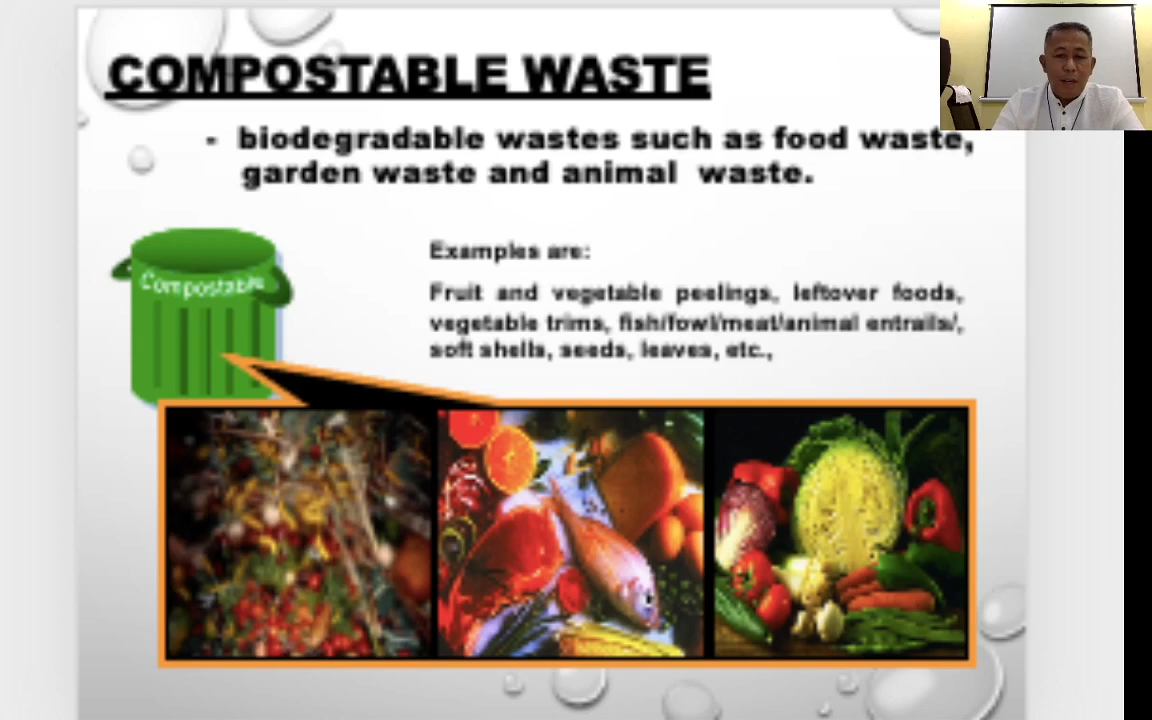 COMPOSTABLE WASTE
- biodegradable wastes such as food waste,
garden waste and animal waste.
Compostable
Examples are:
Fruit and vegetable peelings, leftover foods,
vegetable trims, fish/fowl/meat/animal entrails/,
soft shells, seeds, leaves, etc.,